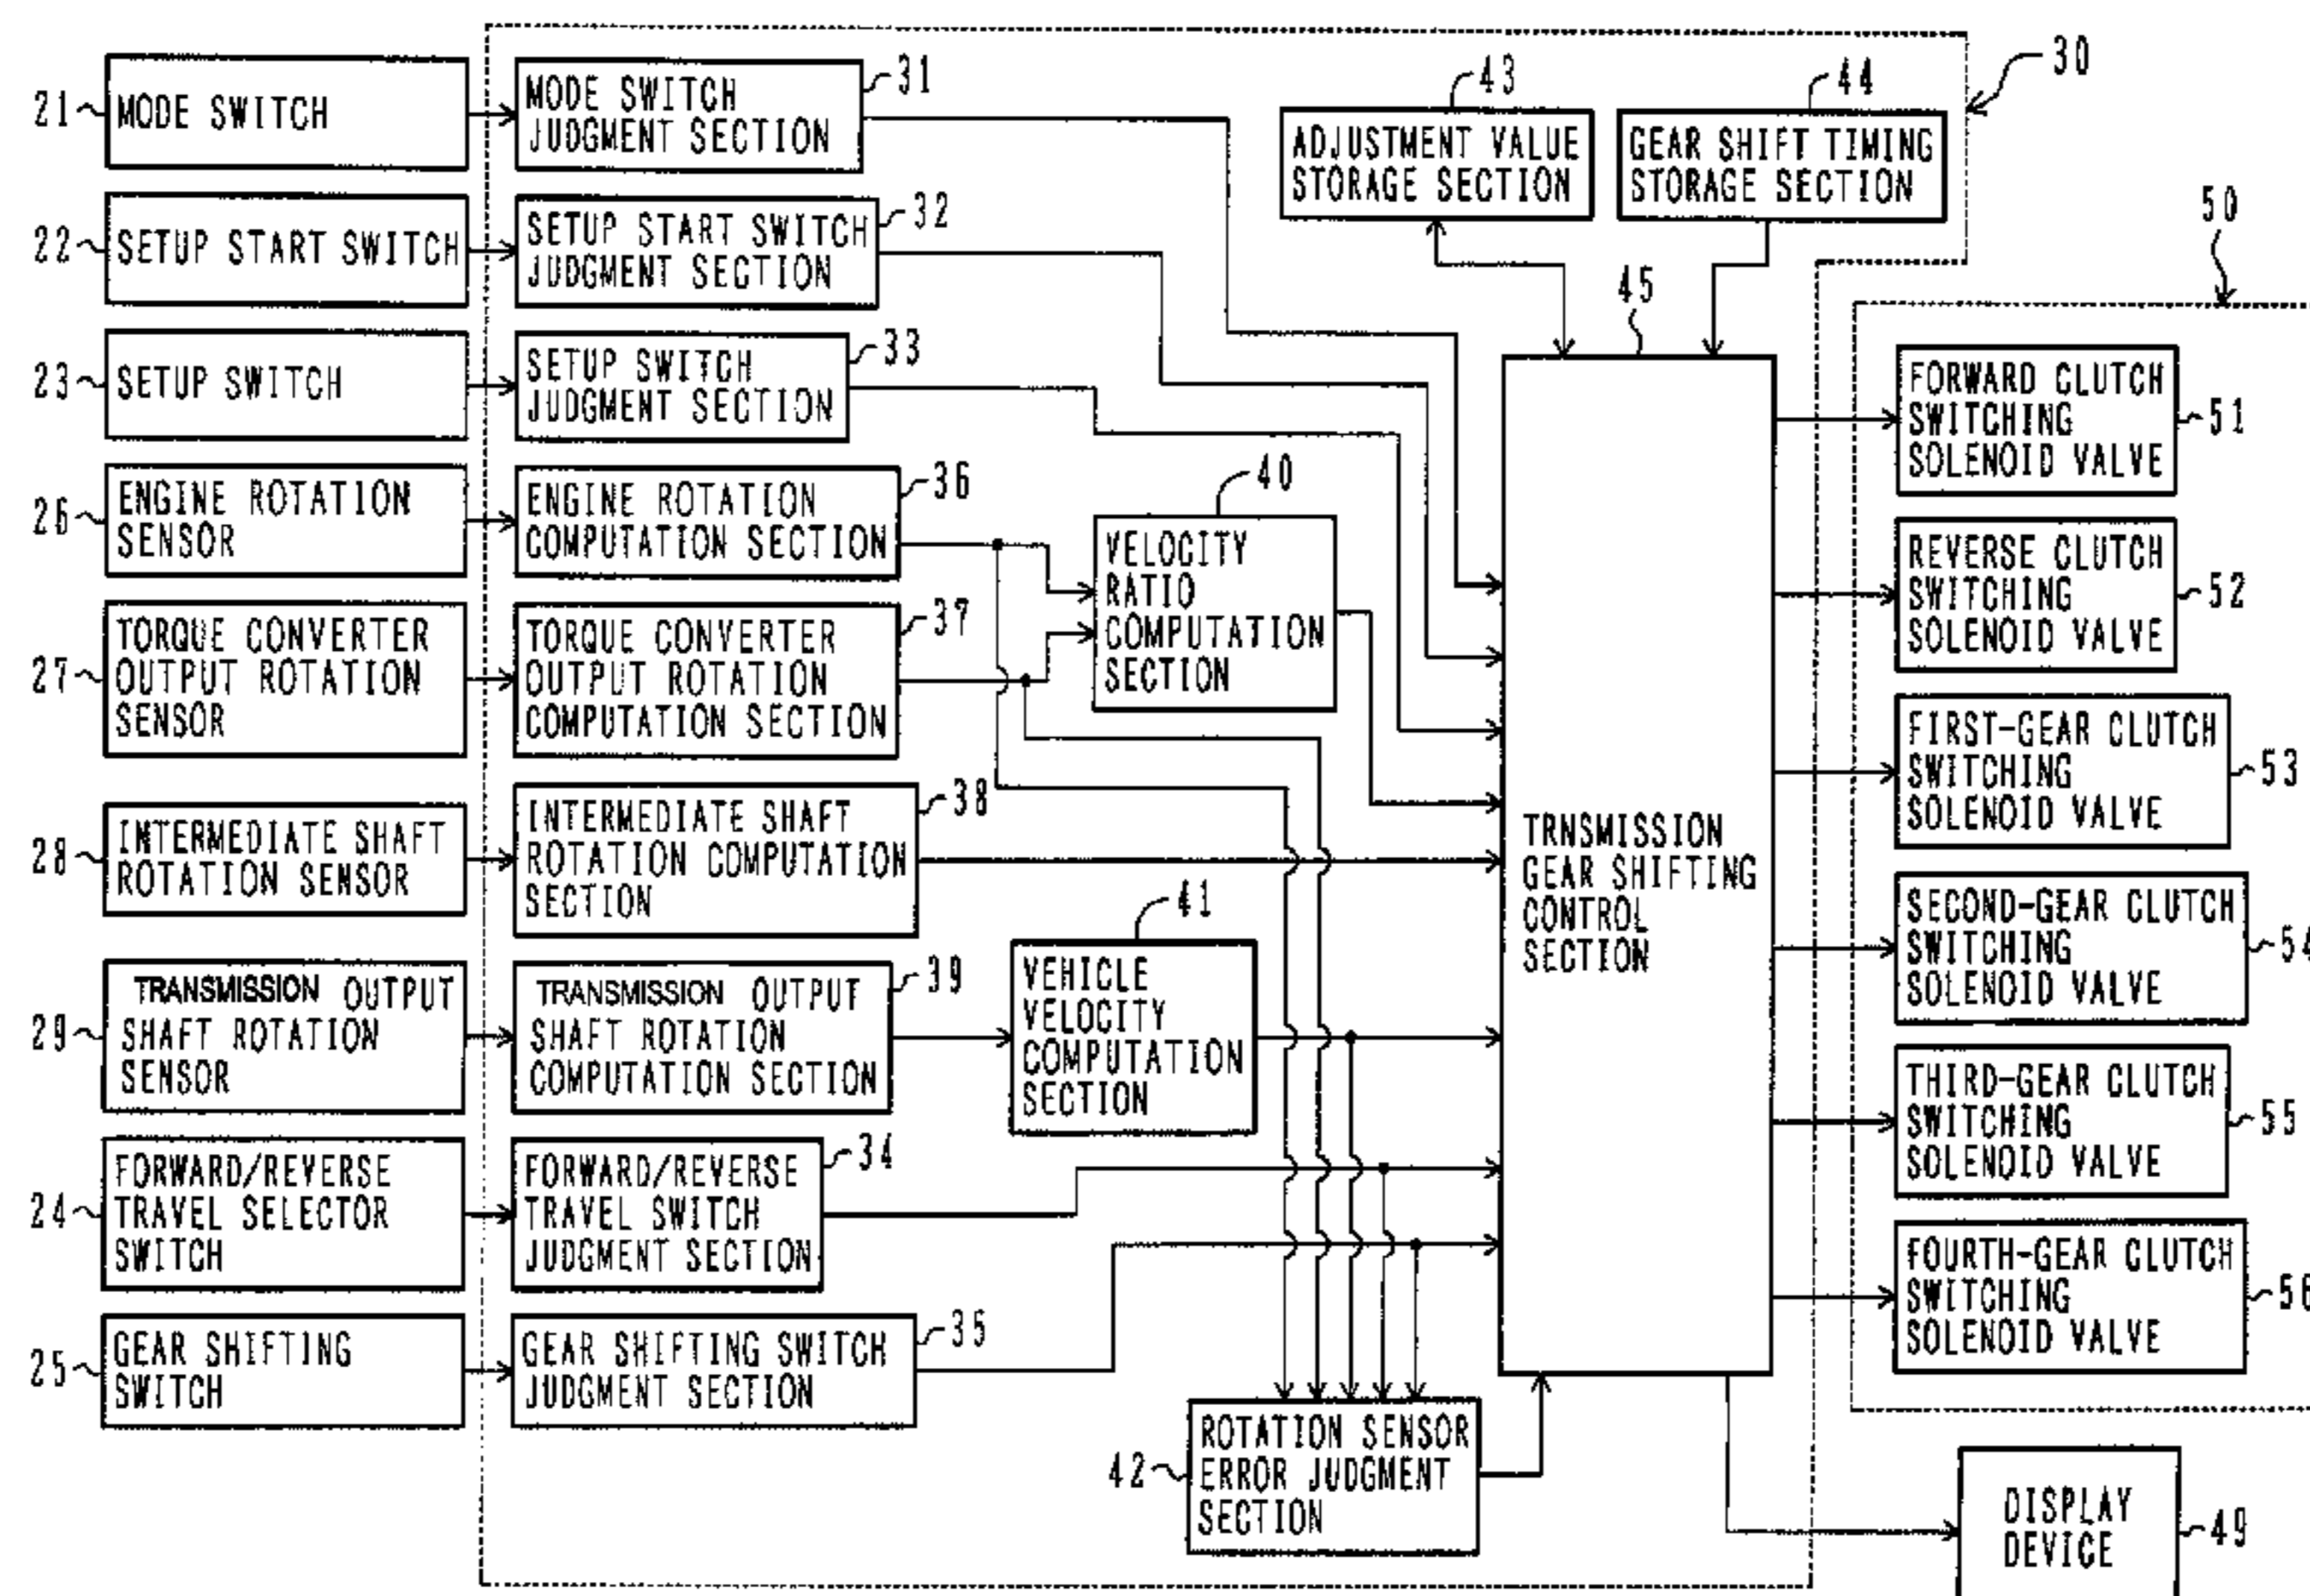 30
21
MODE SWITCH
MODE SWITCH
JUDGMENT SECTION
31
43
ADJUSTMENT VALUE
STORAGE SECTION
44
GEAR SHIFT TIMING
STORAGE SECTION
22
SETUP START SWITCH
SETUP START SWITCH
JUDGMENT SECTION
32
23
SETUP SWITCH
SETUP SWITCH
JUDGMENT SECTION
33
26
ENGINE ROTATION
SENSOR
ENGINE ROTATION
COMPUTATION SECTION
36
27
TORQUE CONVERTER
OUTPUT ROTATION
SENSOR
TORQUE CONVERTER
OUTPUT ROTATION
COMPUTATION SECTION
37
40
VELOCITY
RATIO
COMPUTATION
SECTION
28
INTERMEDIATE SHAFT
ROTATION SENSOR
INTERMEDIATE SHAFT
ROTATION COMPUTATION
SECTION
38
29
TRANSMISSION OUTPUT
SHAFT ROTATION
SENSOR
TRANSMISSION OUTPUT
SHAFT ROTATION
COMPUTATION SECTION
39
41
VEHICLE
VELOCITY
COMPUTATION
SECTION
24
FORWARD/REVERSE
TRAVEL SELECTOR
SWITCH
FORWARD/REVERSE
TRAVEL SWITCH
JUDGMENT SECTION
34
25
GEAR SHIFTING
SWITCH
GEAR SHIFTING SWITCH
JUDGMENT SECTION
35
42
ROTATION SENSOR
ERROR JUDGMENT
SECTION
45
TRNSMISSION
GEAR SHIFTING
CONTROL
SECTION
50
FORWARD CLUTCH
SWITCHING
SOLENOID VALVE
51
REVERSE CLUTCH
SWITCHING
SOLENOID VALVE
52
FIRST-GEAR CLUTCH
SWITCHING
SOLENOID VALVE
53
SECOND-GEAR CLUTCH
SWITCHING
SOLENOID VALVE
54
THIRD-GEAR CLUTCH
SWITCHING
SOLENOID VALVE
55
FOURTH-GEAR CLUTCH
SWITCHING
SOLENOID VALVE
56
DISPLAY
DEVICE
49